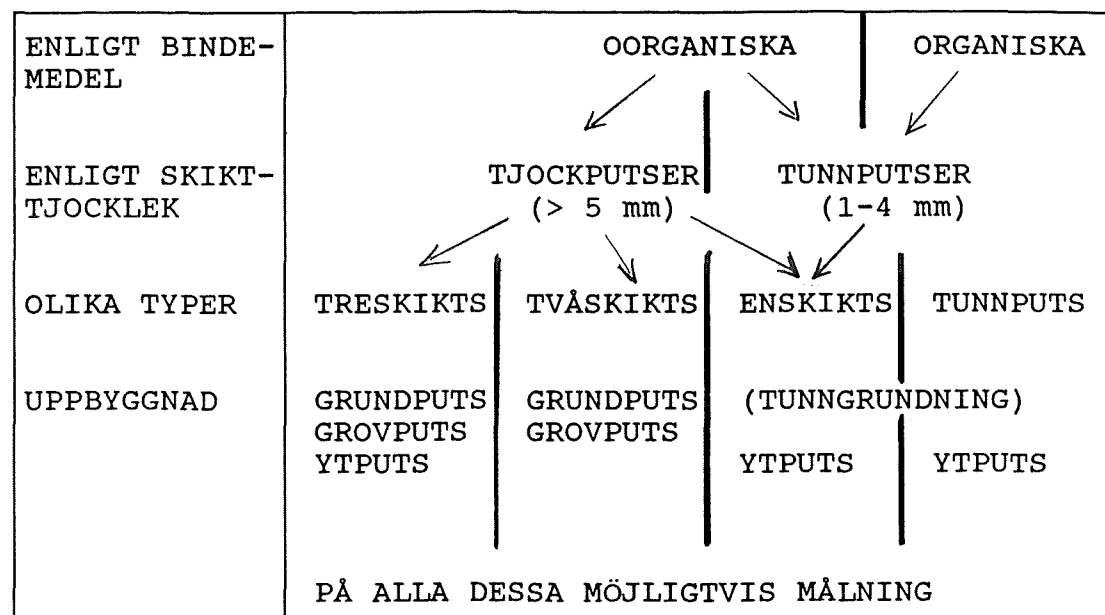 ENLIGT BINDE- OORGANISKA ORGANISKA
MEDEL
ENLIGT SKIKT- TJOCKPUTSER TUNNPUTSER
TJOCKLEK (> 5 mm) (1-4 mm)
OLIKA TYPER TRESKIKTS TVÅSKIKTS ENSKIKTS TUNNPUTS
UPPBYGGNAD GRUNDPUTS GRUNDPUTS (TUNNGRUNDNING)
GROVPUTS GROVPUTS
YTPUTS YTPUTS YTPUTS
PÅ ALLA DESSA MÖJLIGTVIS MÅLNING